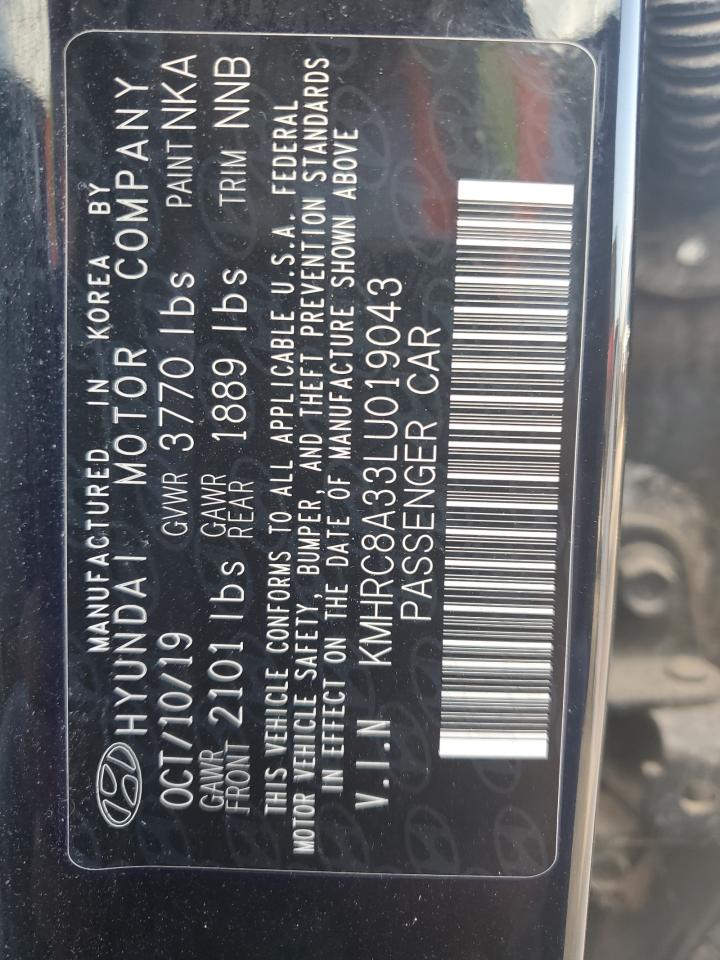 MANUFACTURED IN KOREA BY
HYUNDAI MOTOR COMPANY
OCT/10/19 GVWR 3770 lbs PAINT NKA
GAWR FRONT 2101 lbs GAWR REAR 1889 lbs TRIM NNB
THIS VEHICLE CONFORMS TO ALL APPLICABLE U.S.A. FEDERAL
MOTOR VEHICLE SAFETY, BUMPER, AND THEFT PREVENTION STANDARDS
IN EFFECT ON THE DATE OF MANUFACTURE SHOWN ABOVE
V.I.N KMHRC8A33LU019043
PASSENGER CAR